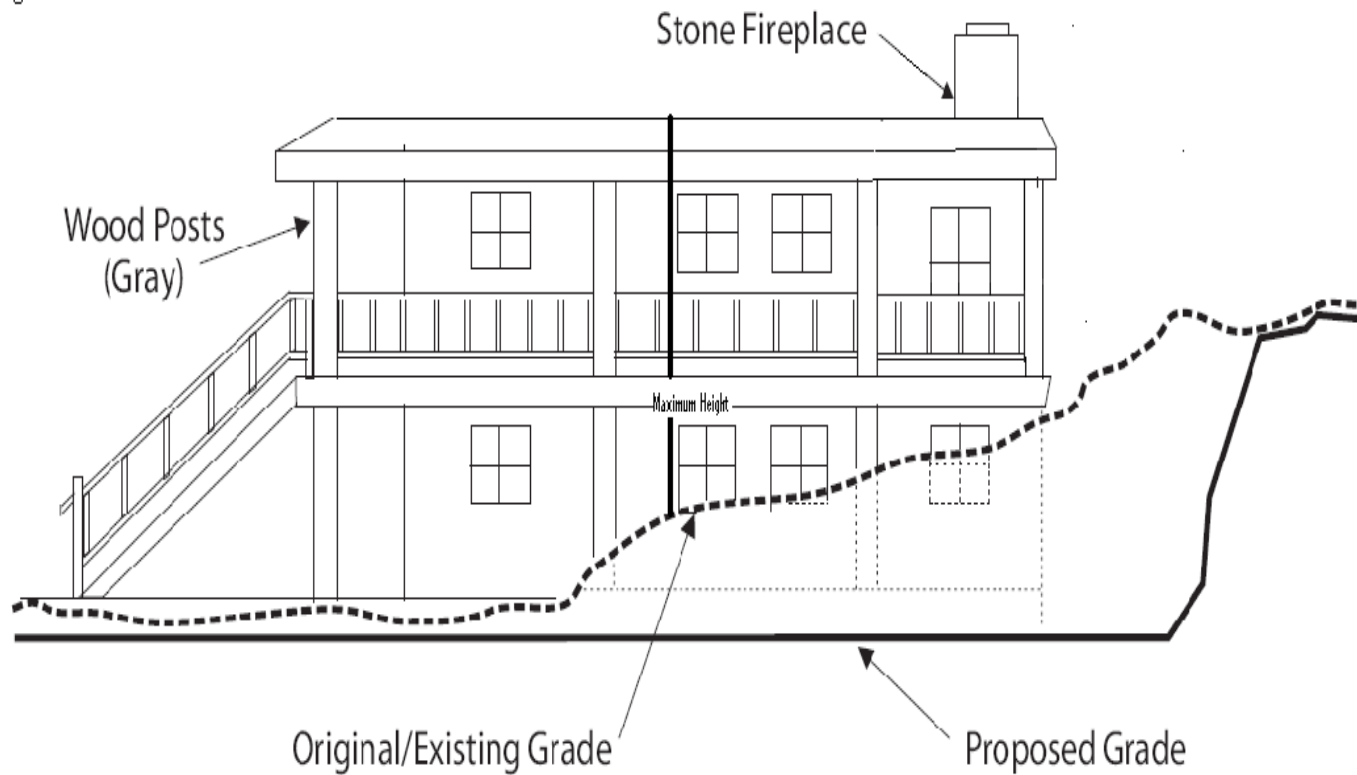 Stone Fireplace
Wood Posts
(Gray)
Maximum Height
Original/Existing Grade
Proposed Grade